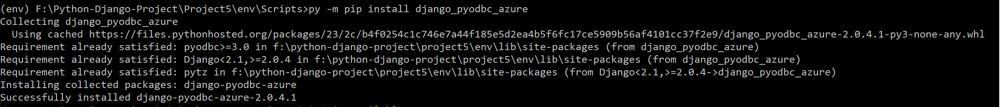 (env) F:\Python-Django-Project\Project5\env\Scripts>py -m pip install django_pyodbc_azure
Collecting django_pyodbc_azure
  Using cached https://files.pythonhosted.org/packages/23/2c/b4f0254c1c746e7a44f185e5d2ea4b5f6fc17ce5909b56af4101cc37f2e9/django_pyodbc_azure-2.0.4.1-py3-none-any.whl
Requirement already satisfied: pyodbc>=3.0 in f:\python-django-project\project5\env\lib\site-packages (from django_pyodbc_azure)
Requirement already satisfied: Django<2.1,>=2.0.4 in f:\python-django-project\project5\env\lib\site-packages (from django_pyodbc_azure)
Requirement already satisfied: pytz in f:\python-django-project\project5\env\lib\site-packages (from Django<2.1,>=2.0.4->django_pyodbc_azure)
Installing collected packages: django-pyodbc-azure
Successfully installed django-pyodbc-azure-2.0.4.1